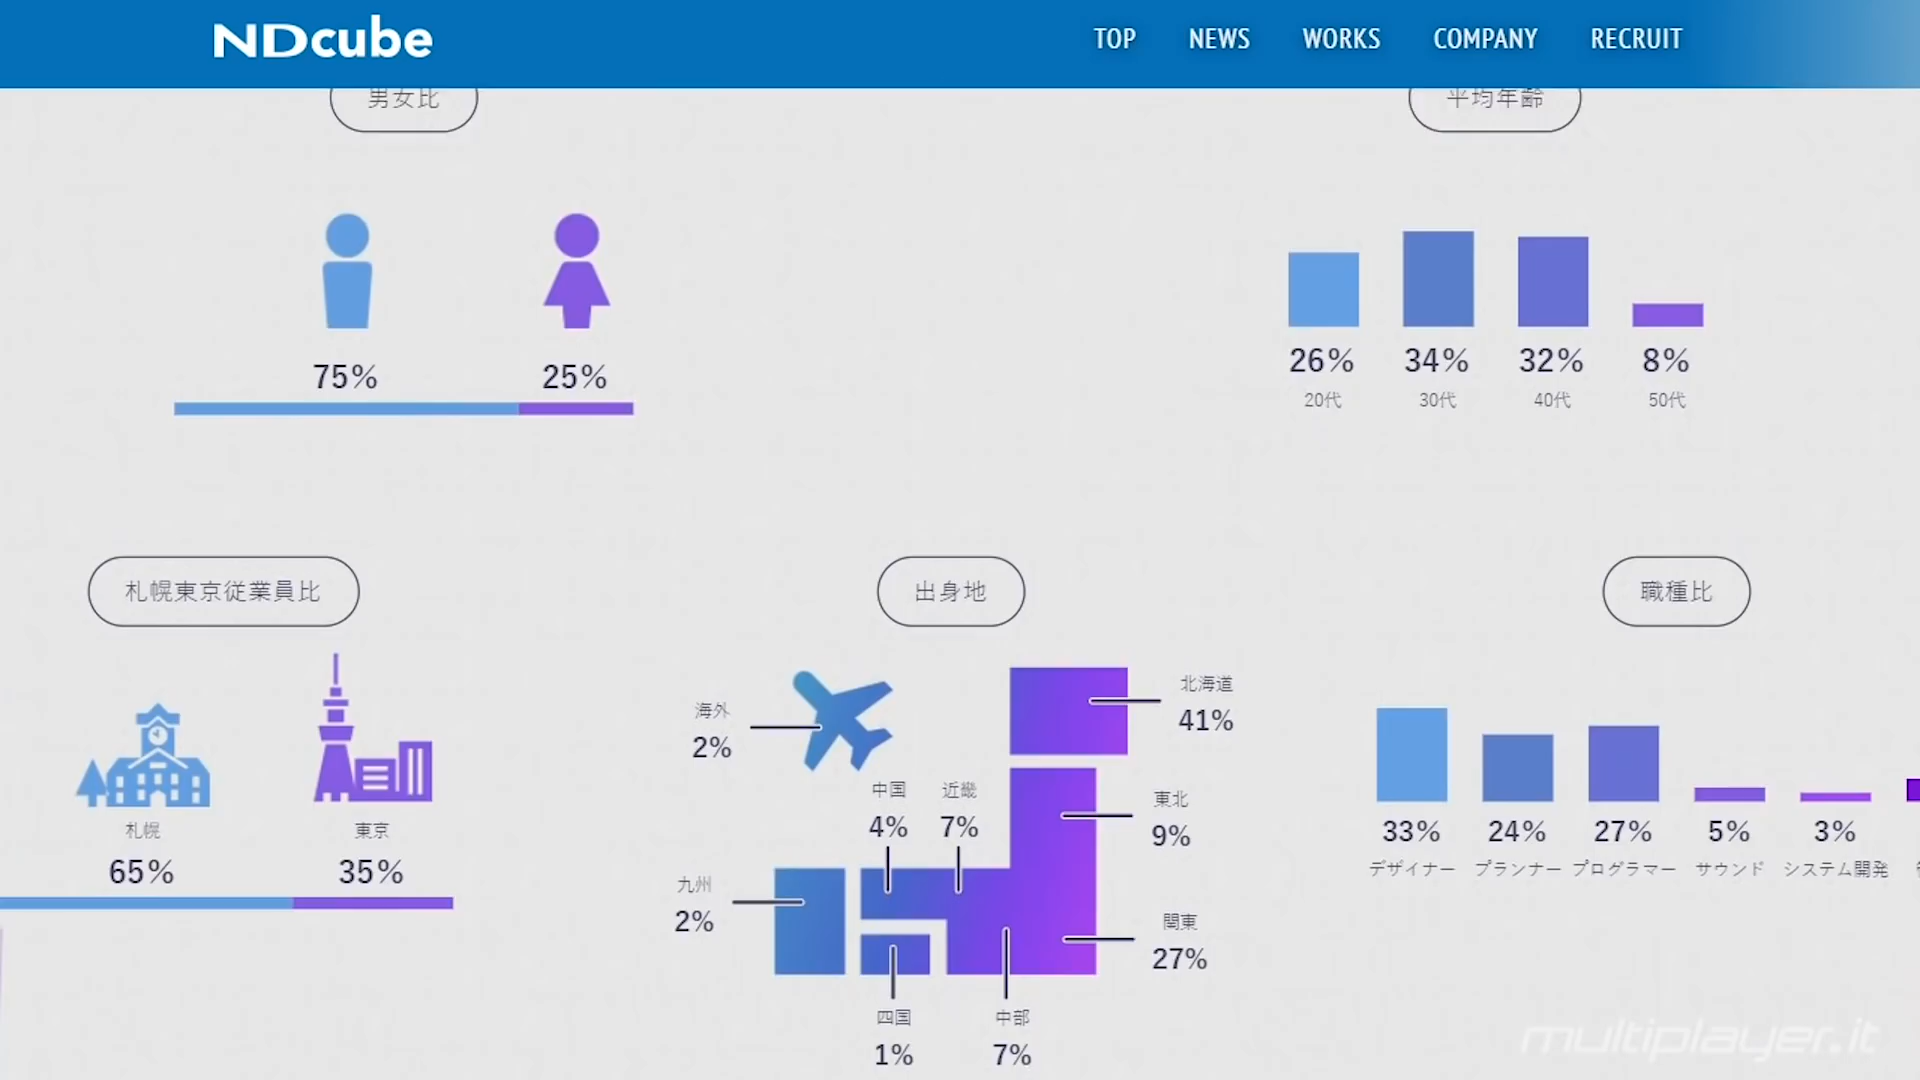 NDcube
TOP NEWS WORKS COMPANY RECRUIT
男女比
平均年齢
75% 25%
26% 34% 32% 8%
20代 30代 40代 50代
札幌東京従業員比
出身地
職種比
札幌 東京
65% 35%
海外
2%
北海道
41%
中国
4%
近畿
7%
東北
9%
九州
2%
関東
27%
四国
1%
中部
7%
33% 24% 27% 5% 3%
デザイナー プランナー プログラマー サウンド システム開発
multiplayer.it